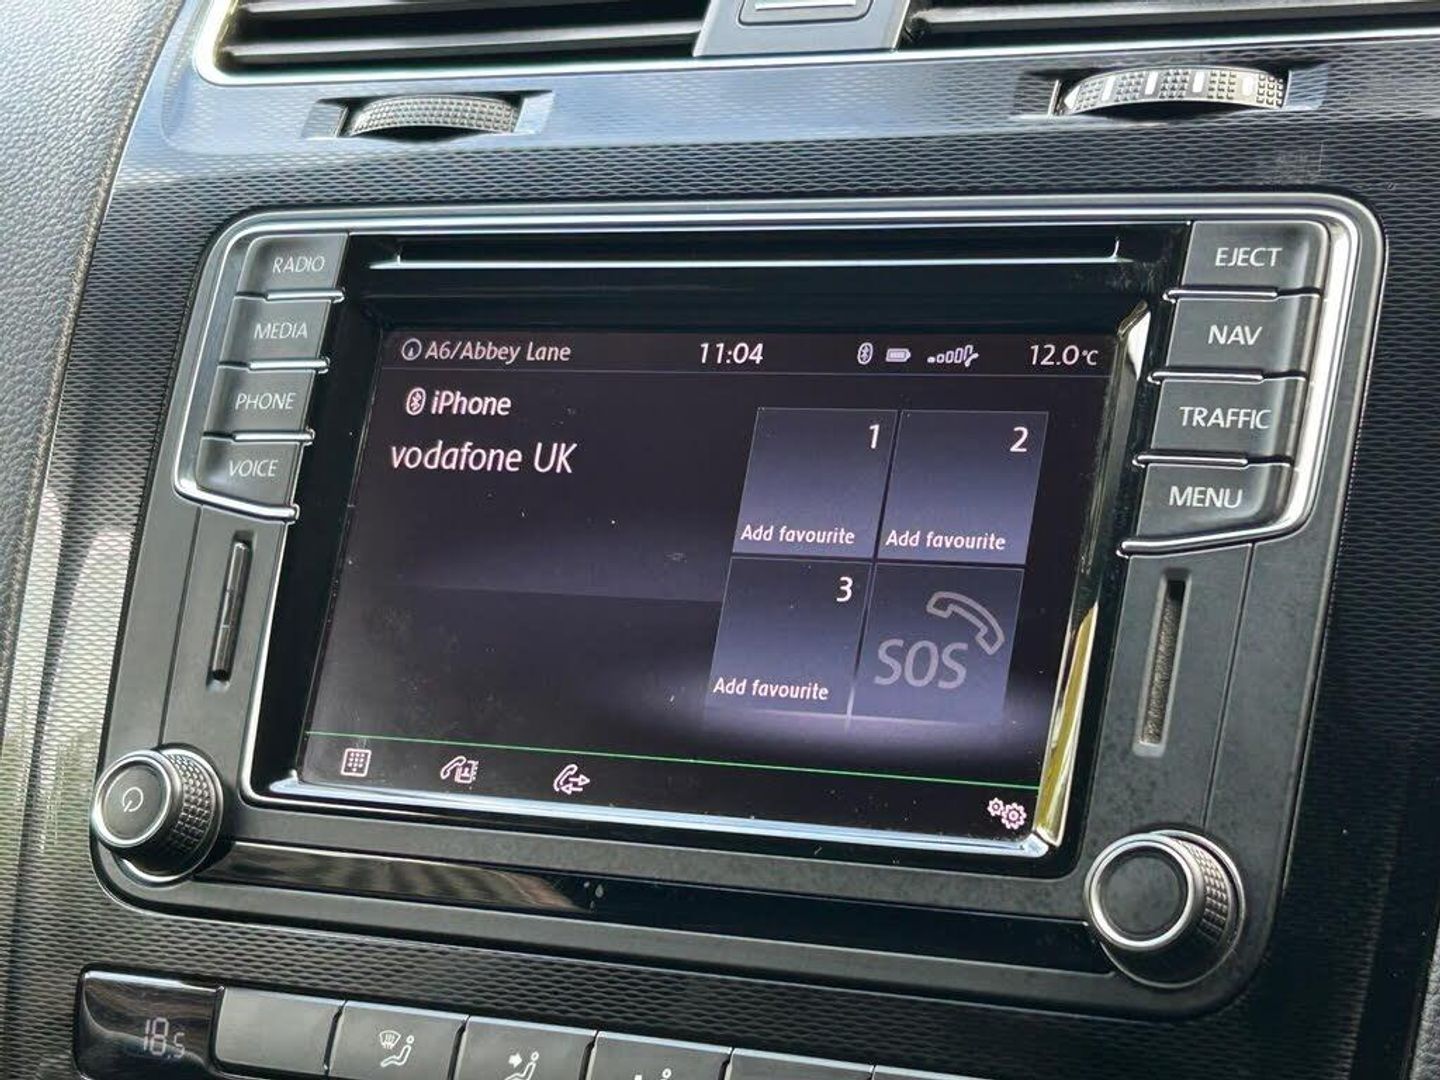 RADIO
MEDIA
PHONE
VOICE
EJECT
NAV
TRAFFIC
MENU
A6/Abbey Lane 11:04 12.0°C
iPhone
vodafone UK
1
Add favourite
2
Add favourite
3
Add favourite
SOS
18.5